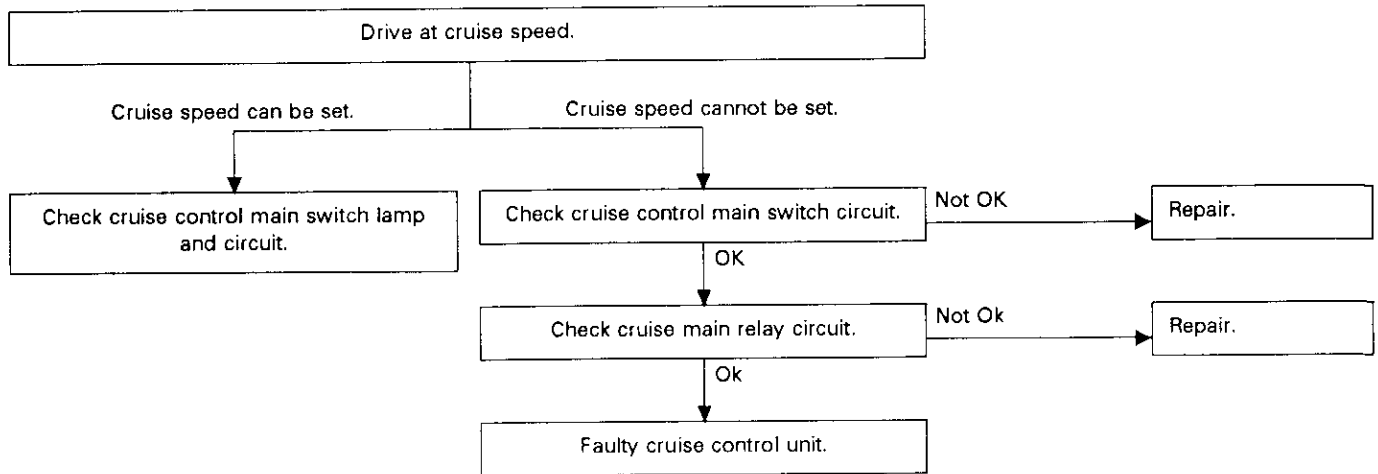 Drive at cruise speed.
Cruise speed can be set.
Cruise speed cannot be set.
Check cruise control main switch lamp
and circuit.
Check cruise control main switch circuit.
Not OK
Repair.
OK
Check cruise main relay circuit.
Not Ok
Repair.
Ok
Faulty cruise control unit.